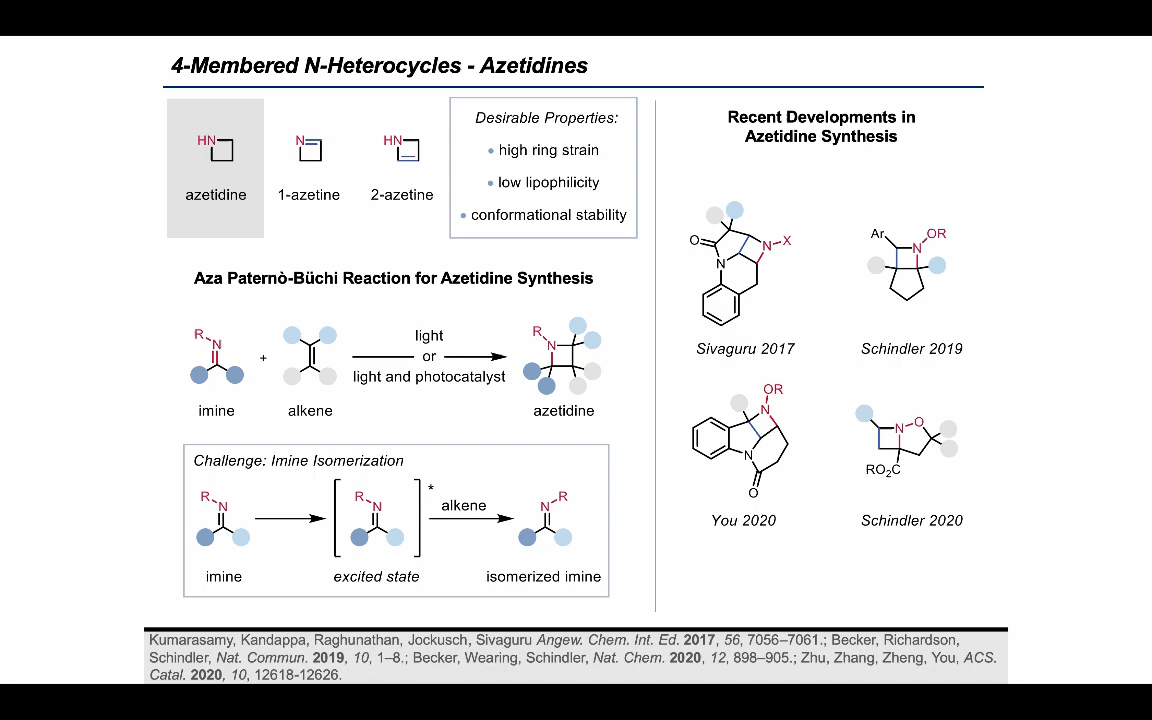 4-Membered N-Heterocycles - Azetidines
HN
N
HN
azetidine
1-azetine
2-azetine
Desirable Properties:
• high ring strain
• low lipophilicity
• conformational stability
Aza Paternò-Büchi Reaction for Azetidine Synthesis
R
N
+
light
or
light and photocatalyst
R
N
imine
alkene
azetidine
Challenge: Imine Isomerization
R
N
R
N
*
alkene
N
R
imine
excited state
isomerized imine
Recent Developments in
Azetidine Synthesis
O
N
N
X
Sivaguru 2017
Ar
N
OR
Schindler 2019
OR
N
N
O
You 2020
N
O
RO₂C
Schindler 2020
Kumarasamy, Kandappa, Raghunathan, Jockusch, Sivaguru Angew. Chem. Int. Ed. 2017, 56, 7056–7061.; Becker, Richardson,
Schindler, Nat. Commun. 2019, 10, 1–8.; Becker, Wearing, Schindler, Nat. Chem. 2020, 12, 898–905.; Zhu, Zhang, Zheng, You, ACS.
Catal. 2020, 10, 12618-12626.